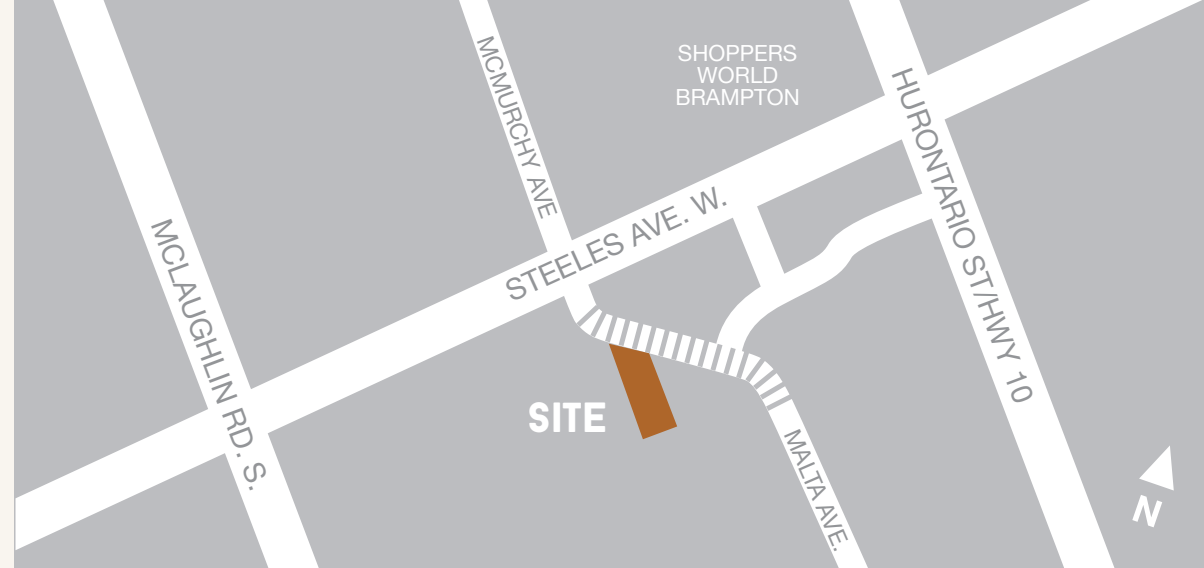 MCMURCHY AVE
SHOPPERS
WORLD
BRAMPTON
HURONTARIO ST/HWY 10
STEELES AVE. W.
MCLAUGHLIN RD. S.
SITE
MALTA AVE.
N